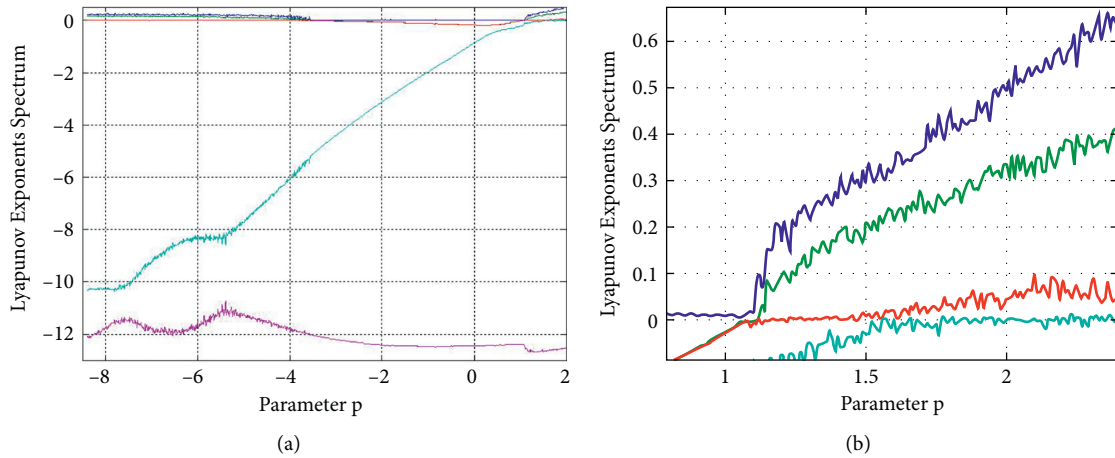 0
−2
−4
−6
−8
−10
−12
Lyapunov Exponents Spectrum
−8 −6 −4 −2 0 2
Parameter p
(a)
0.6
0.5
0.4
0.3
0.2
0.1
0
Lyapunov Exponents Spectrum
1 1.5 2
Parameter p
(b)